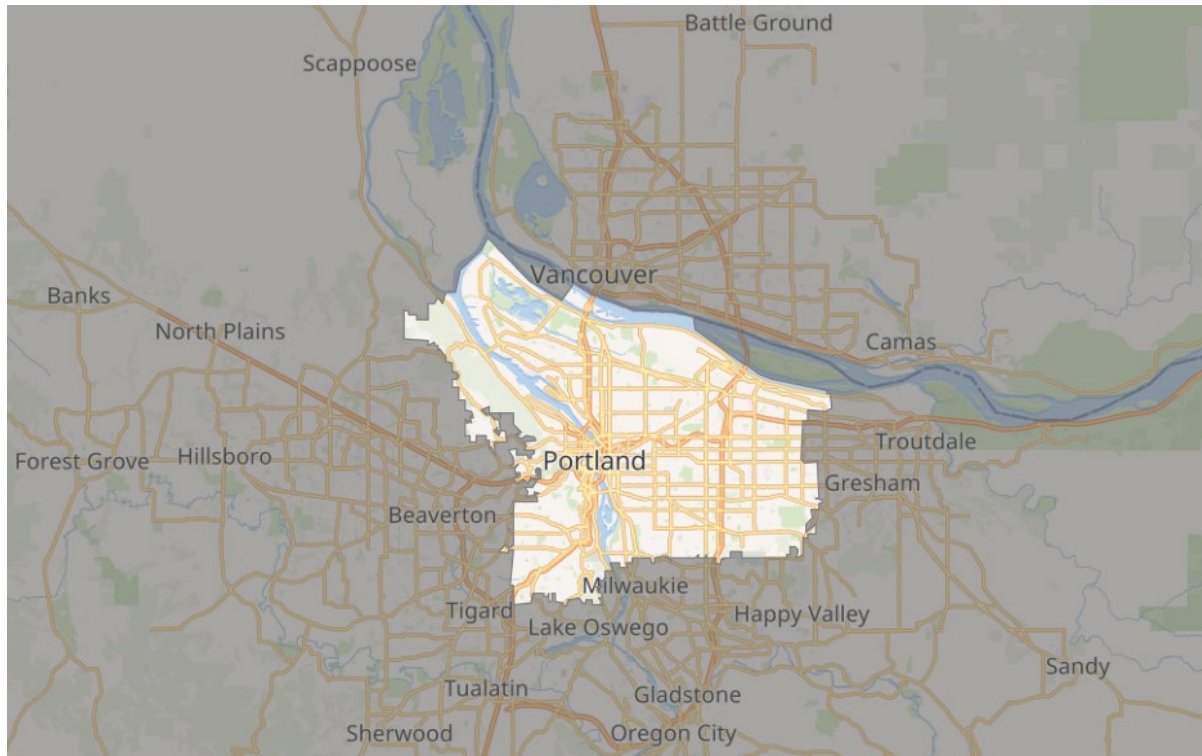 Battle Ground
Scappoose
Vancouver
Banks
North Plains
Camas
Troutdale
Forest Grove
Hillsboro
Portland
Gresham
Beaverton
Milwaukie
Tigard
Happy Valley
Lake Oswego
Sandy
Tualatin
Gladstone
Sherwood
Oregon City